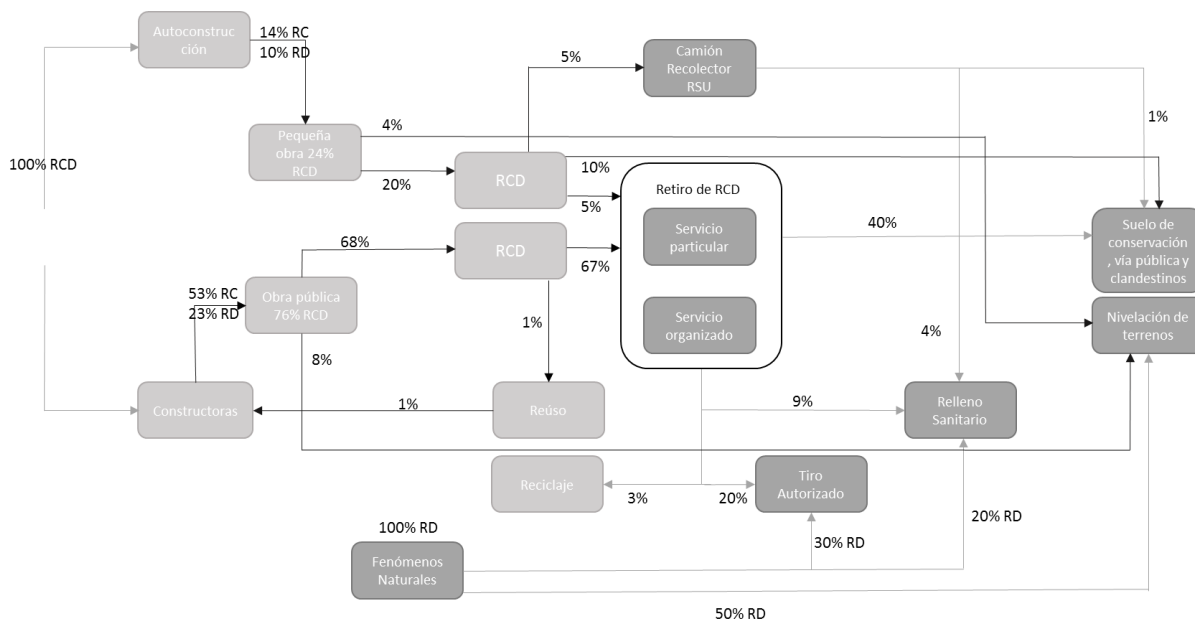 Autoconstruc
ción
14% RC
10% RD
5%
Camión
Recolector
RSU
1%
Pequeña
obra 24%
RCD
4%
100% RCD
20%
RCD
10%
5%
Retiro de RCD
Servicio
particular
40%
Suelo de
conservación
, vía pública y
clandestinos
68%
RCD
67%
53% RC
23% RD
Obra pública
76% RCD
1%
Servicio
organizado
4%
Nivelación de
terrenos
8%
Constructoras
1%
Reúso
9%
Relleno
Sanitario
Reciclaje
3%
20%
Tiro
Autorizado
20% RD
100% RD
30% RD
Fenómenos
Naturales
50% RD